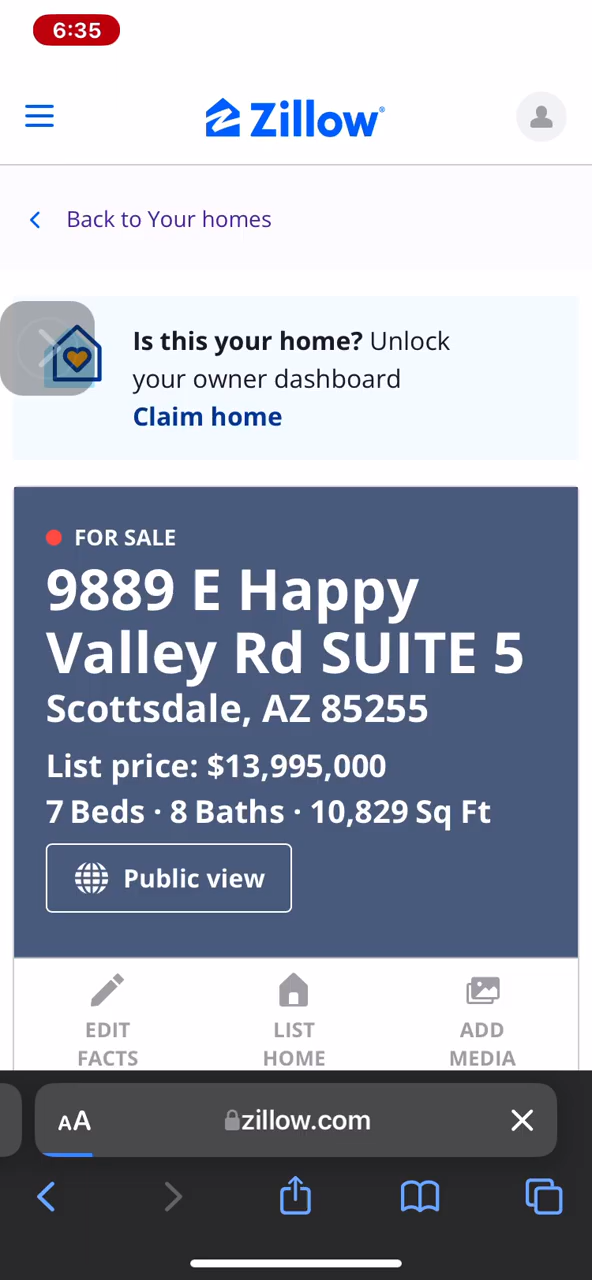 6:35
Zillow®
Back to Your homes
Is this your home? Unlock
your owner dashboard
Claim home
FOR SALE
9889 E Happy
Valley Rd SUITE 5
Scottsdale, AZ 85255
List price: $13,995,000
7 Beds · 8 Baths · 10,829 Sq Ft
Public view
EDIT
FACTS
LIST
HOME
ADD
MEDIA
AA
zillow.com